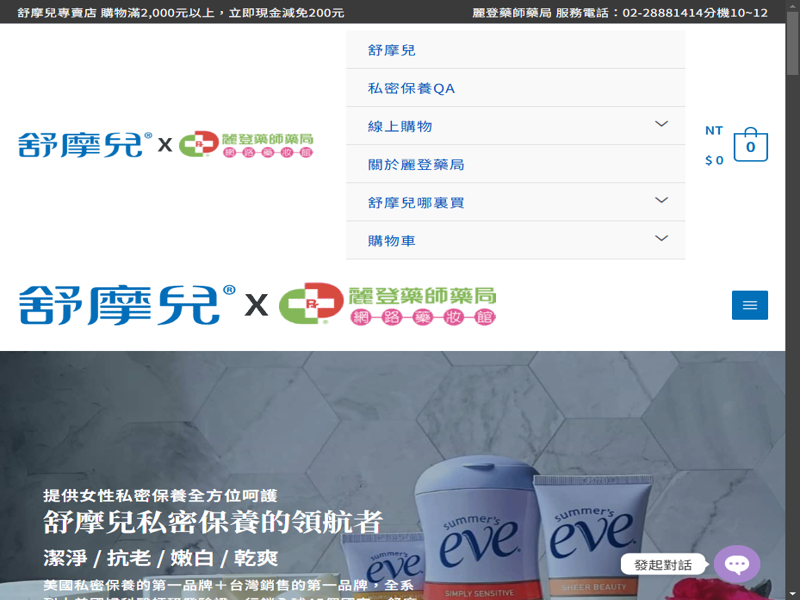 舒摩兒專賣店 購物滿2,000元以上，立即現金減免200元
麗登藥師藥局 服務電話：02-28881414分機10~12
舒摩兒® x 麗登藥師藥局
網路藥妝館
舒摩兒
私密保養QA
線上購物
關於麗登藥局
舒摩兒哪裏買
購物車
NT
$ 0
0
舒摩兒® x 麗登藥師藥局
網路藥妝館
提供女性私密保養全方位呵護
舒摩兒私密保養的領航者
潔淨 / 抗老 / 嫩白 / 乾爽
美國私密保養的第一品牌＋台灣銷售的第一品牌，全系
summer's
eve.
SIMPLY SENSITIVE
summer's
eve.
SHEER BEAUTY
summer's
eve.
發起對話